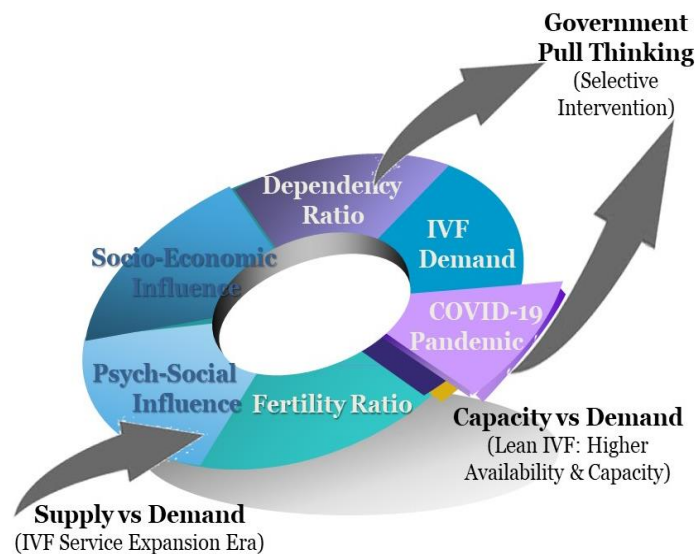 Government
Pull Thinking
(Selective
Intervention)
Dependency
Ratio
IVF
Demand
Socio-Economic
Influence
COVID-19
Pandemic
Psych-Social
Influence
Fertility Ratio
Capacity vs Demand
(Lean IVF: Higher
Availability & Capacity)
Supply vs Demand
(IVF Service Expansion Era)